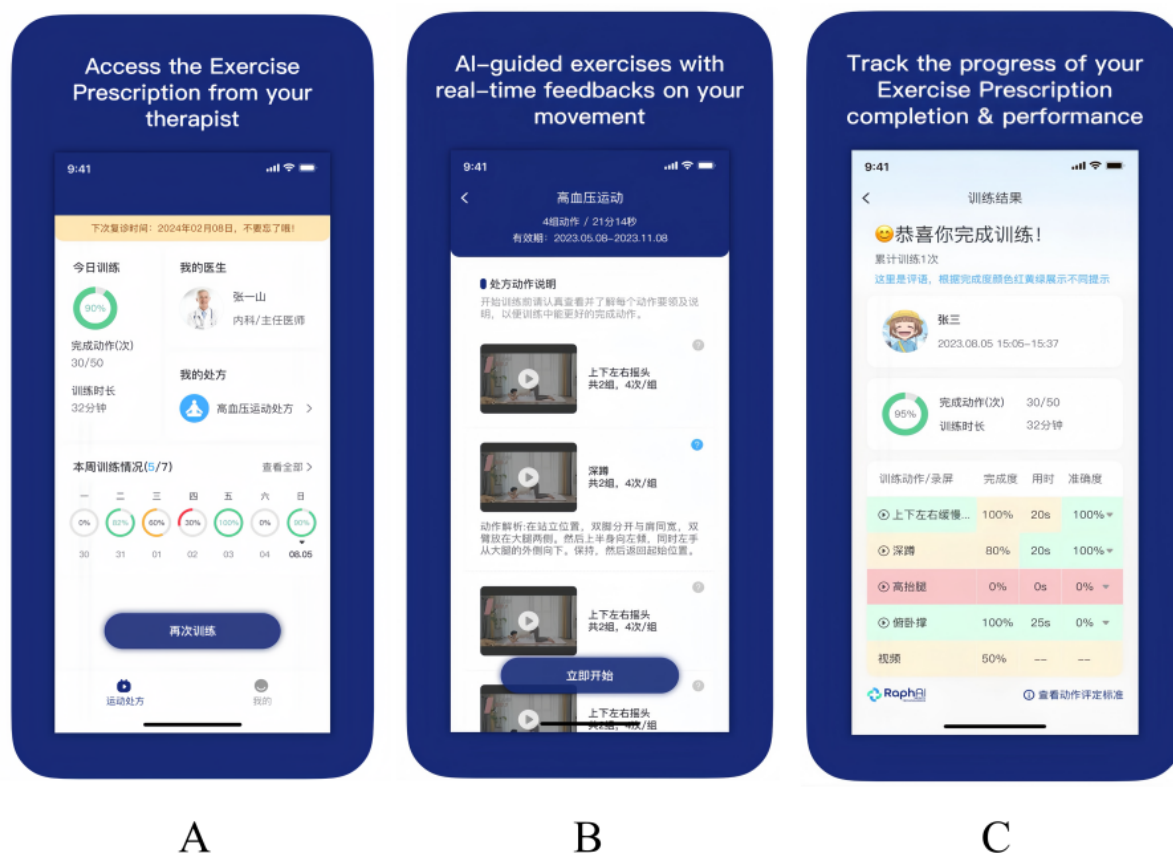 Access the Exercise
Prescription from your
therapist
9:41
下次复诊时间：2024年02月08日，不要忘了哦！
今日训练
90%
完成动作(次)
30/50
训练时长
32分钟
我的医生
张一山
内科/主任医师
我的处方
高血压运动处方
本周训练情况(5/7)
查看全部
一 二 三 四 五 六 日
0% 82% 60% 30% 100% 0% 90%
30 31 01 02 03 04 08.05
再次训练
运动处方 我的
A
AI-guided exercises with
real-time feedbacks on your
movement
9:41
高血压运动
4组动作 / 21分14秒
有效期：2023.05.08-2023.11.08
处方动作说明
开始训练前请认真查看并了解每个动作要领及说
明，以便训练中能更好的完成动作。
上下左右摇头
共2组，4次/组
深蹲
共2组，4次/组
动作解析:在站立位置，双脚分开与肩同宽，双
臂放在大腿两侧。然后上半身向左倾，同时左手
从大腿的外侧向下。保持，然后返回起始位置。
上下左右摇头
共2组，4次/组
立即开始
上下左右摇头
共2组，4次/组
B
Track the progress of your
Exercise Prescription
completion & performance
9:41
训练结果
恭喜你完成训练！
累计训练1次
这里是评语，根据完成度颜色红黄绿展示不同提示
张三
2023.08.05 15:05-15:37
95%
完成动作(次) 30/50
训练时长 32分钟
训练动作/录屏 完成度 用时 准确度
上下左右缓慢... 100% 20s 100%
深蹲 80% 20s 100%
高抬腿 0% 0s 0%
俯卧撑 100% 25s 0%
视频 50% -- --
RaphAI
查看动作评定标准
C